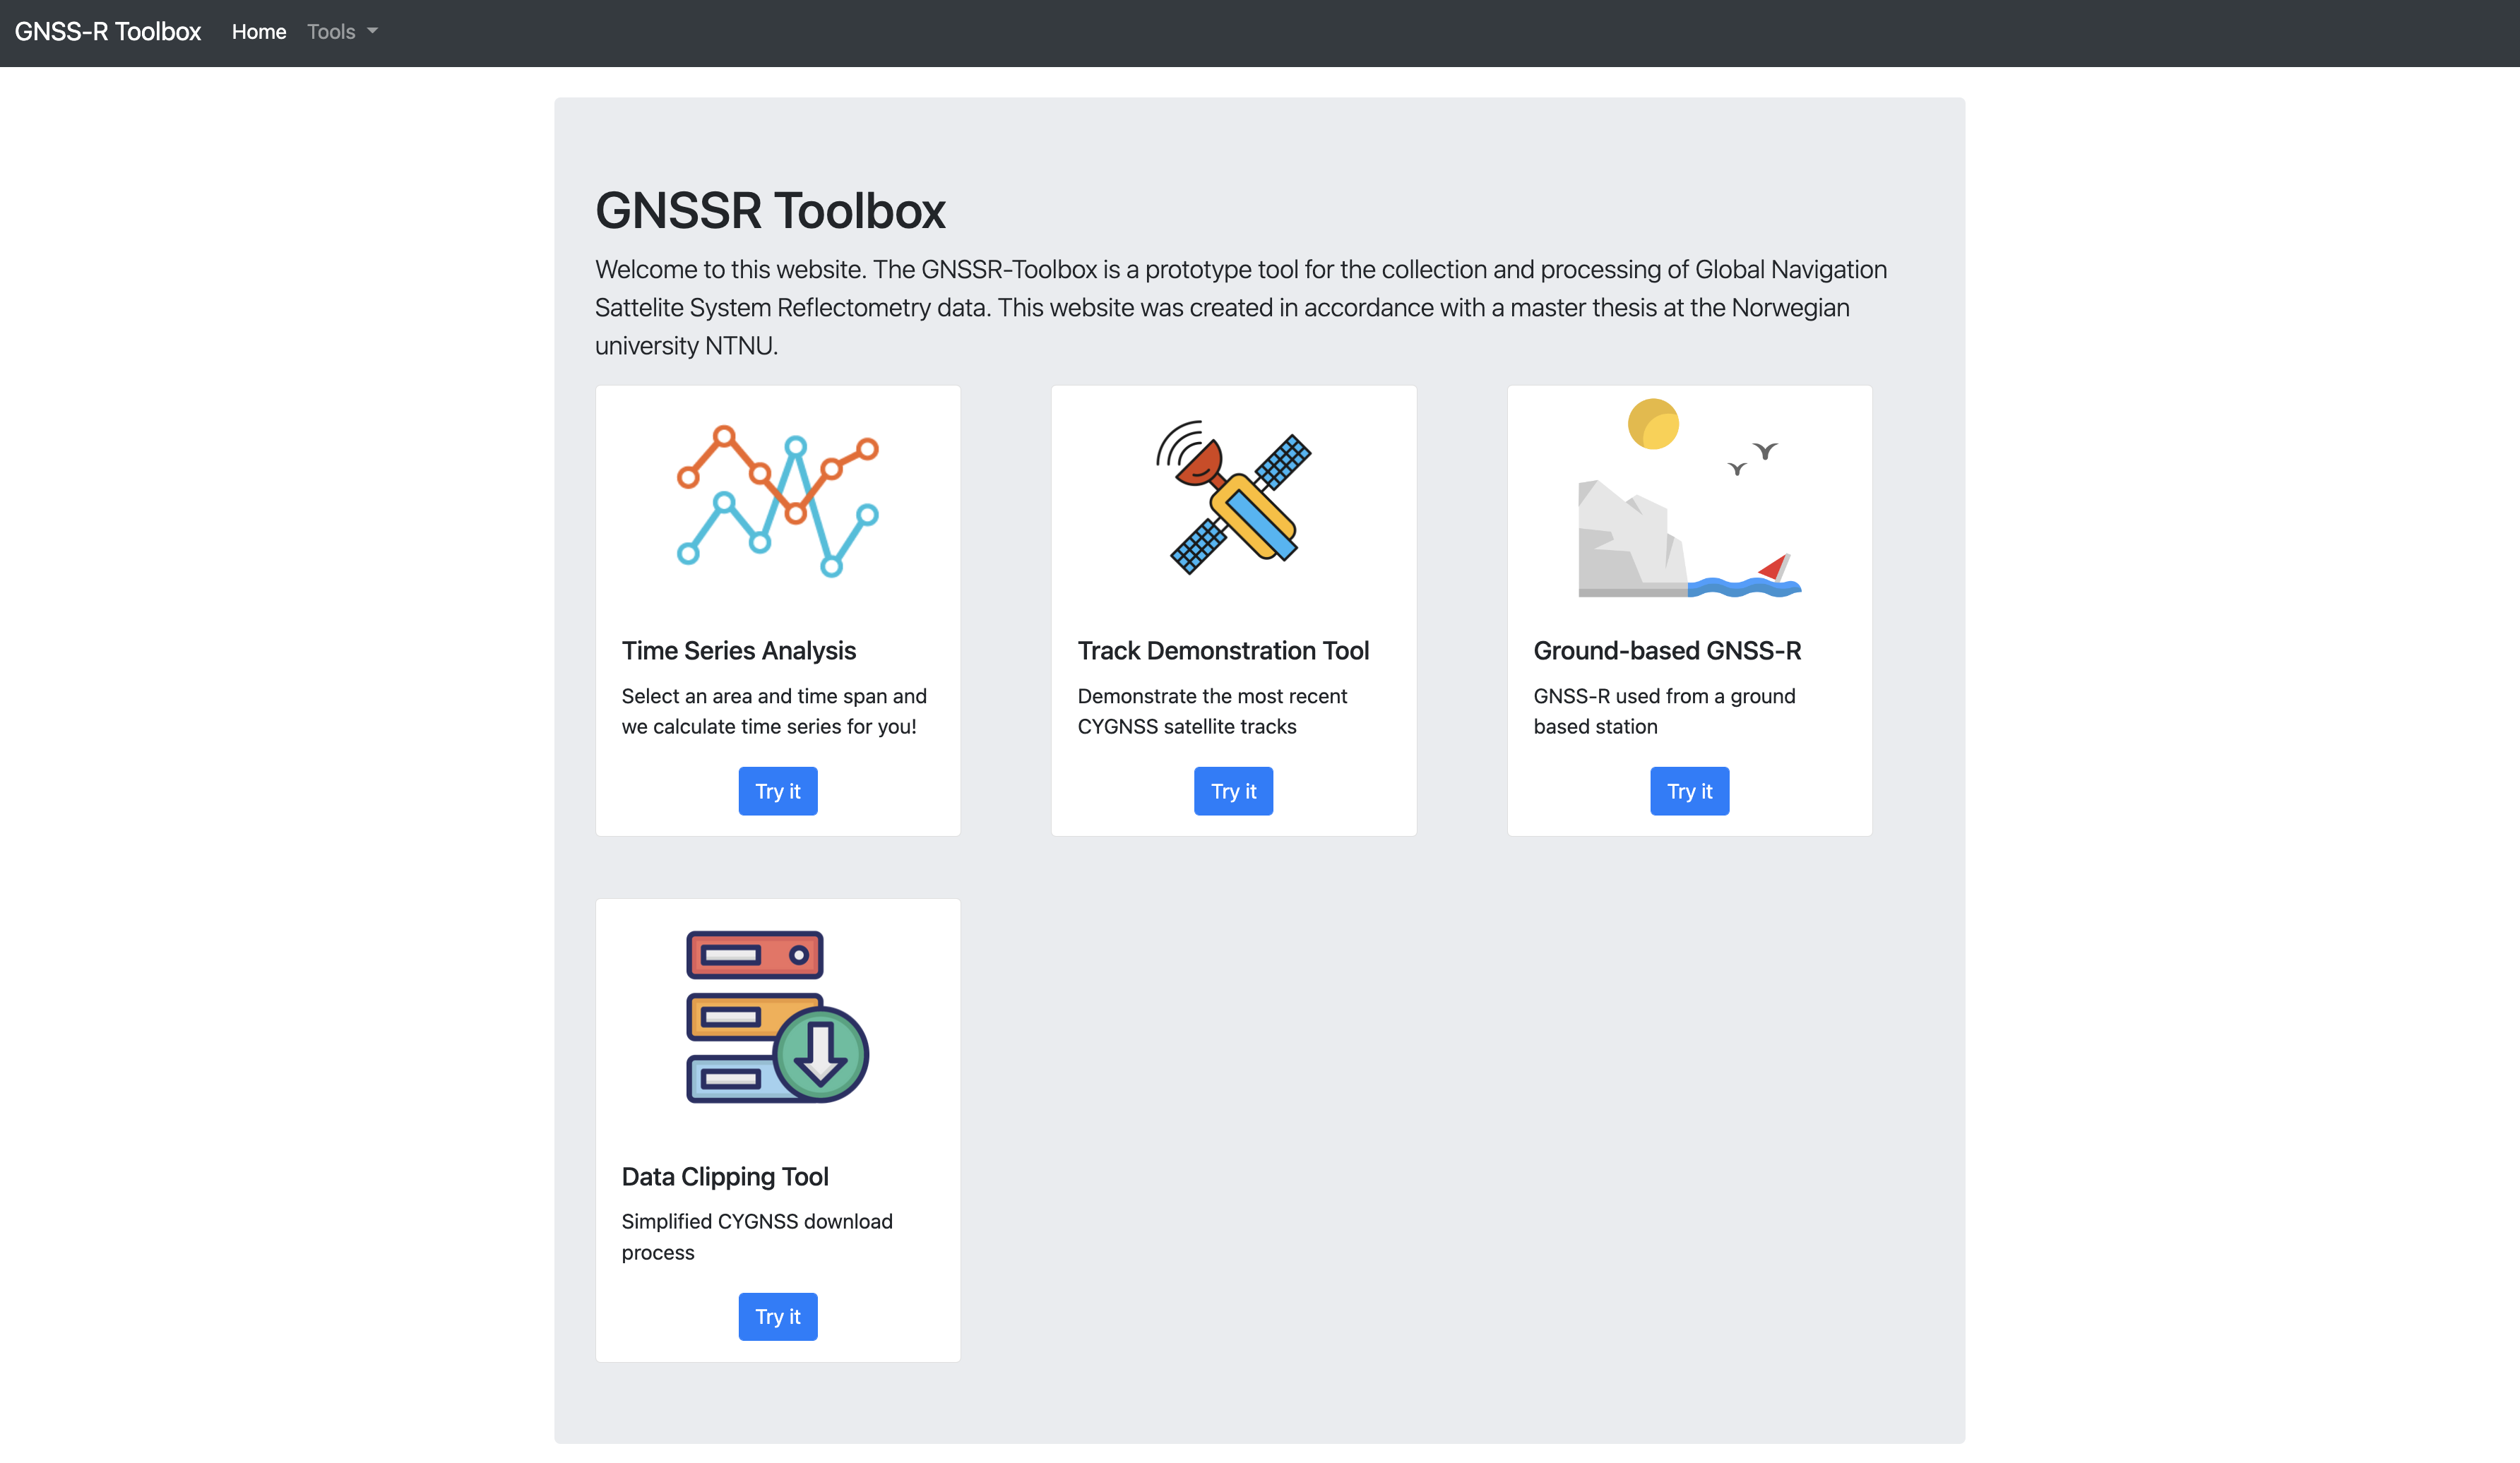 GNSS-R Toolbox Home Tools
GNSSR Toolbox
Welcome to this website. The GNSSR-Toolbox is a prototype tool for the collection and processing of Global Navigation
Sattelite System Reflectometry data. This website was created in accordance with a master thesis at the Norwegian
university NTNU.
Time Series Analysis
Select an area and time span and
we calculate time series for you!
Try it
Track Demonstration Tool
Demonstrate the most recent
CYGNSS satellite tracks
Try it
Ground-based GNSS-R
GNSS-R used from a ground
based station
Try it
Data Clipping Tool
Simplified CYGNSS download
process
Try it